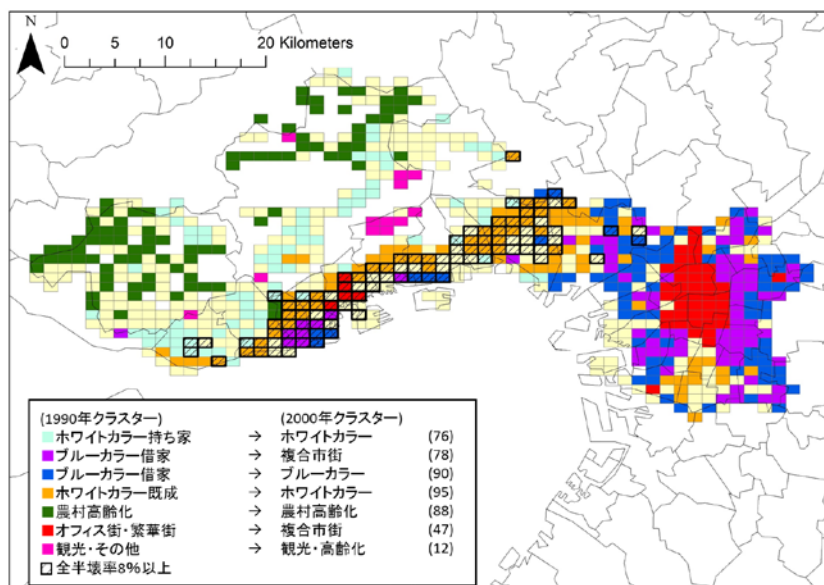 N
0 5 10 20 Kilometers
(1990年クラスター) (2000年クラスター)
ホワイトカラー持ち家 → ホワイトカラー (76)
ブルーカラー借家 → 複合市街 (78)
ブルーカラー借家 → ブルーカラー (90)
ホワイトカラー既成 → ホワイトカラー (95)
農村高齢化 → 農村高齢化 (88)
オフィス街・繁華街 → 複合市街 (47)
観光・その他 → 観光・高齢化 (12)
全半壊率8%以上